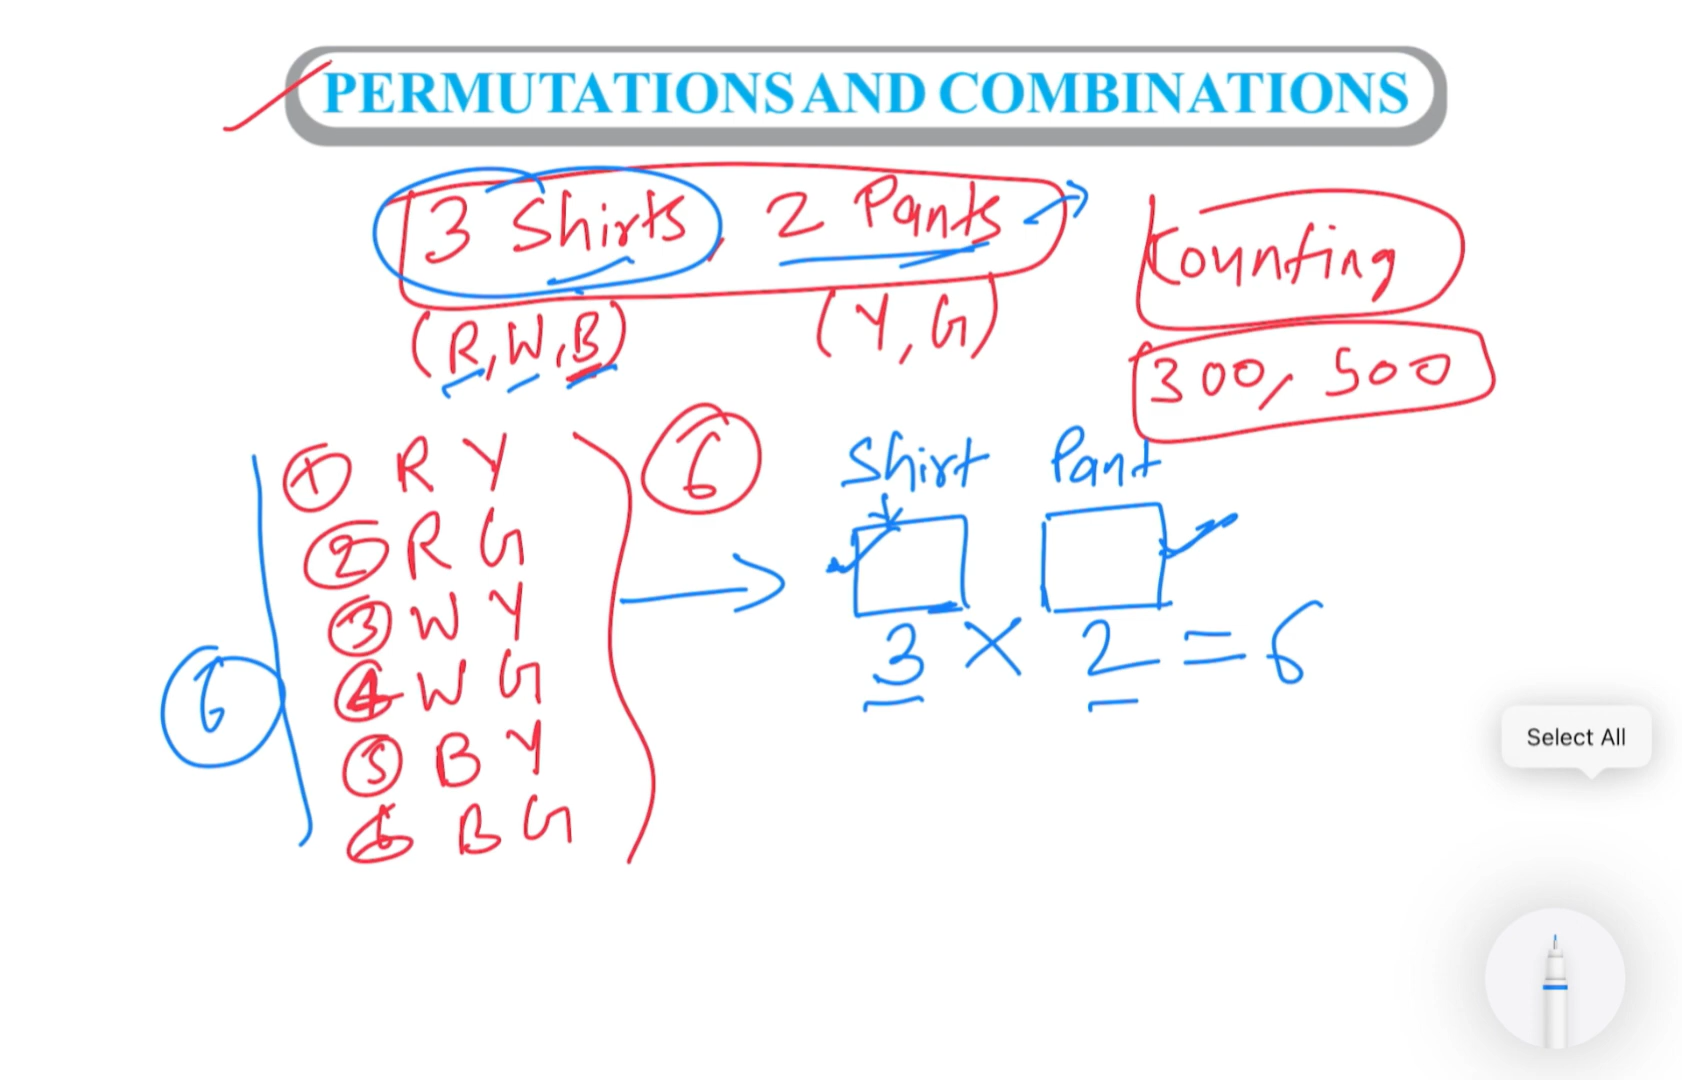 PERMUTATIONS AND COMBINATIONS
3 Shirts, 2 Pants
Counting
(R, W, B) (Y, G)
300, 500
① R Y
② R G
③ W Y
④ W G
⑤ B Y
⑥ B G
6
6
Shirt Pant
3 × 2 = 6
Select All